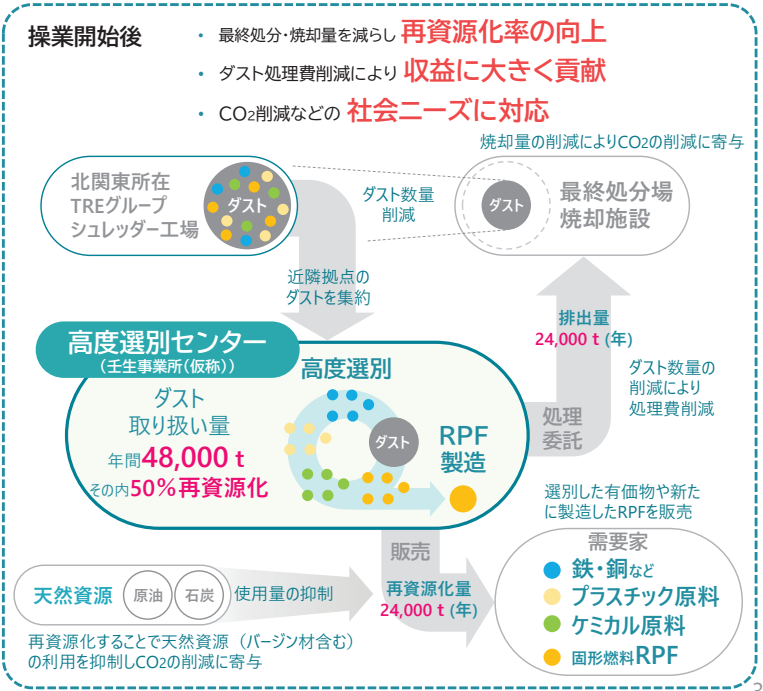 操業開始後
・ 最終処分・焼却量を減らし 再資源化率の向上
・ ダスト処理費削減により 収益に大きく貢献
・ CO2削減などの 社会ニーズに対応
焼却量の削減によりCO2の削減に寄与
北関東所在
TREグループ
シュレッダー工場
ダスト
ダスト数量
削減
ダスト
最終処分場
焼却施設
近隣拠点の
ダストを集約
排出量
24,000 t (年)
ダスト数量の
削減により
処理費削減
処理
委託
高度選別センター
(壬生事業所(仮称))
高度選別
ダスト
取り扱い量
年間48,000 t
その内50%再資源化
ダスト
RPF
製造
選別した有価物や新た
に製造したRPFを販売
販売
再資源化量
24,000 t (年)
需要家
鉄・銅など
プラスチック原料
ケミカル原料
固形燃料RPF
天然資源
原油
石炭
使用量の抑制
再資源化することで天然資源（バージン材含む）
の利用を抑制しCO2の削減に寄与